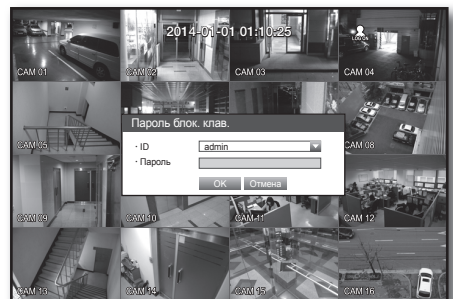 2014-01-01 01:10:25
LOG ON
CAM 01
CAM 02
CAM 03
CAM 04
CAM 05
CAM 08
Пароль блок. клав.
· ID
admin
· Пароль
OK
Отмена
CAM 09
CAM 10
CAM 11
CAM 12
CAM 13
CAM 14
CAM 15
CAM 16